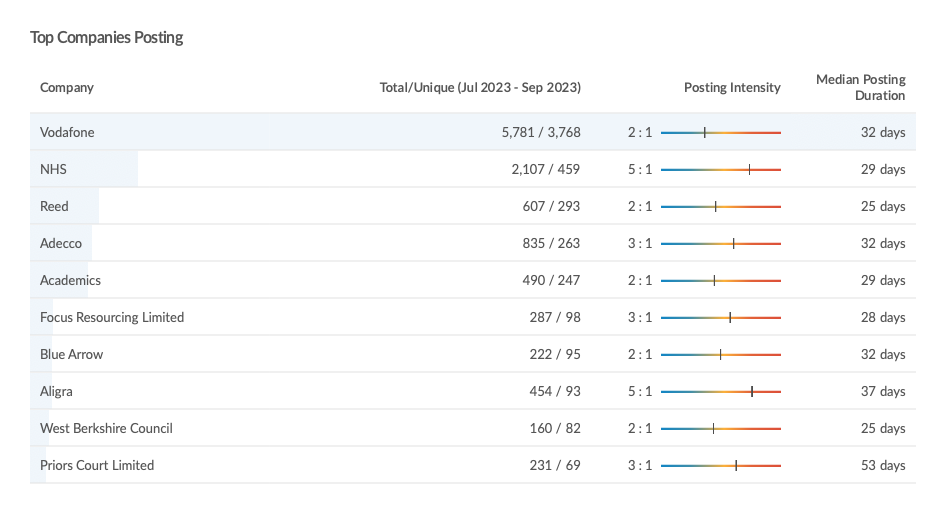 Top Companies Posting
Company Total/Unique (Jul 2023 - Sep 2023) Posting Intensity Median Posting Duration
Vodafone 5,781 / 3,768 2 : 1 32 days
NHS 2,107 / 459 5 : 1 29 days
Reed 607 / 293 2 : 1 25 days
Adecco 835 / 263 3 : 1 32 days
Academics 490 / 247 2 : 1 29 days
Focus Resourcing Limited 287 / 98 3 : 1 28 days
Blue Arrow 222 / 95 2 : 1 32 days
Aligra 454 / 93 5 : 1 37 days
West Berkshire Council 160 / 82 2 : 1 25 days
Priors Court Limited 231 / 69 3 : 1 53 days